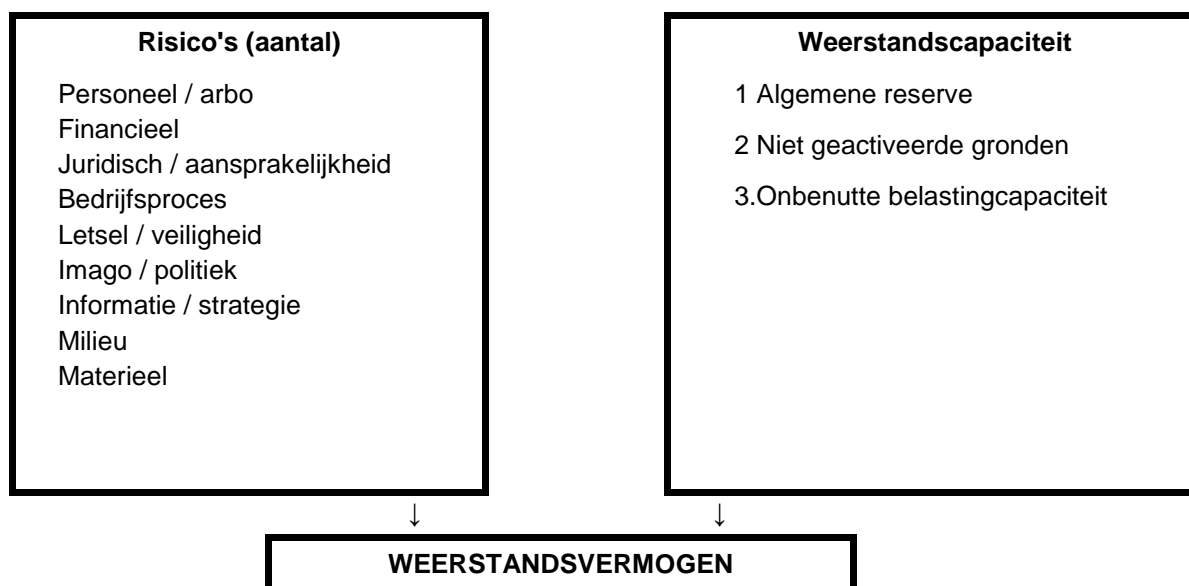 Risico's (aantal)
Personeel / arbo
Financieel
Juridisch / aansprakelijkheid
Bedrijfsproces
Letsel / veiligheid
Imago / politiek
Informatie / strategie
Milieu
Materieel
Weerstandscapaciteit
1 Algemene reserve
2 Niet geactiveerde gronden
3.Onbenutte belastingcapaciteit
↓ ↓
WEERSTANDSVERMOGEN